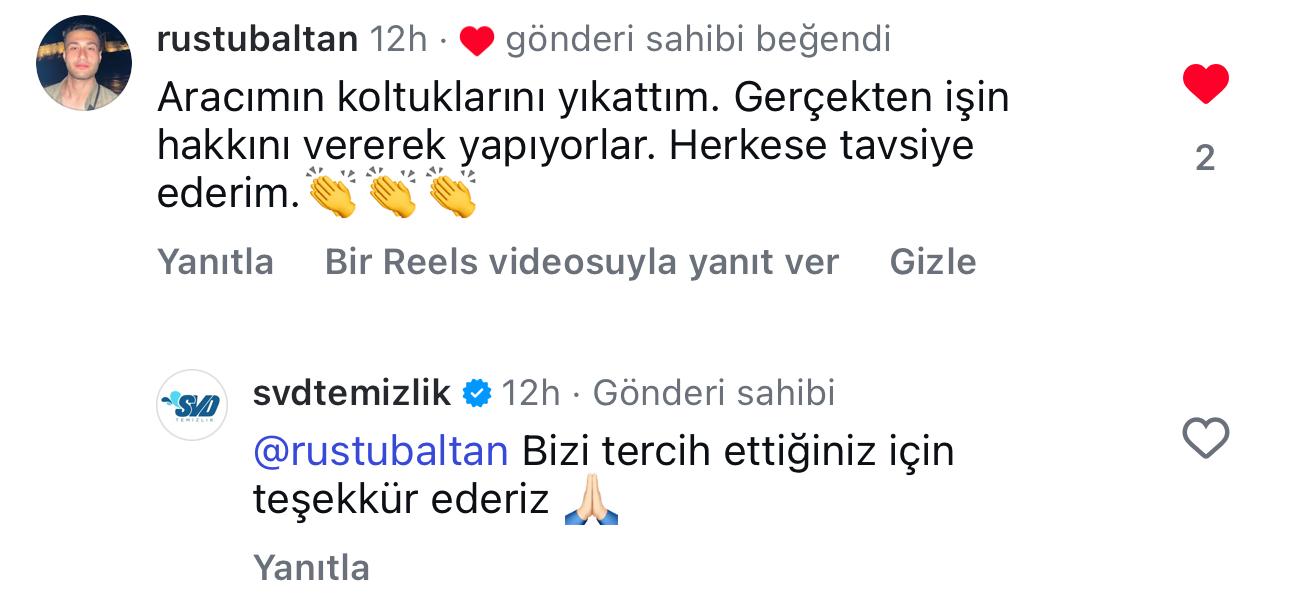 rustubaltan 12h · ❤️ gönderi sahibi beğendi
Aracımın koltuklarını yıkattım. Gerçekten işin
hakkını vererek yapıyorlar. Herkese tavsiye
ederim.👏👏👏
2
Yanıtla Bir Reels videosuyla yanıt ver Gizle
SVD
TEMİZLİK
svdtemizlik 12h · Gönderi sahibi
@rustubaltan Bizi tercih ettiğiniz için
teşekkür ederiz 🙏🏻
Yanıtla